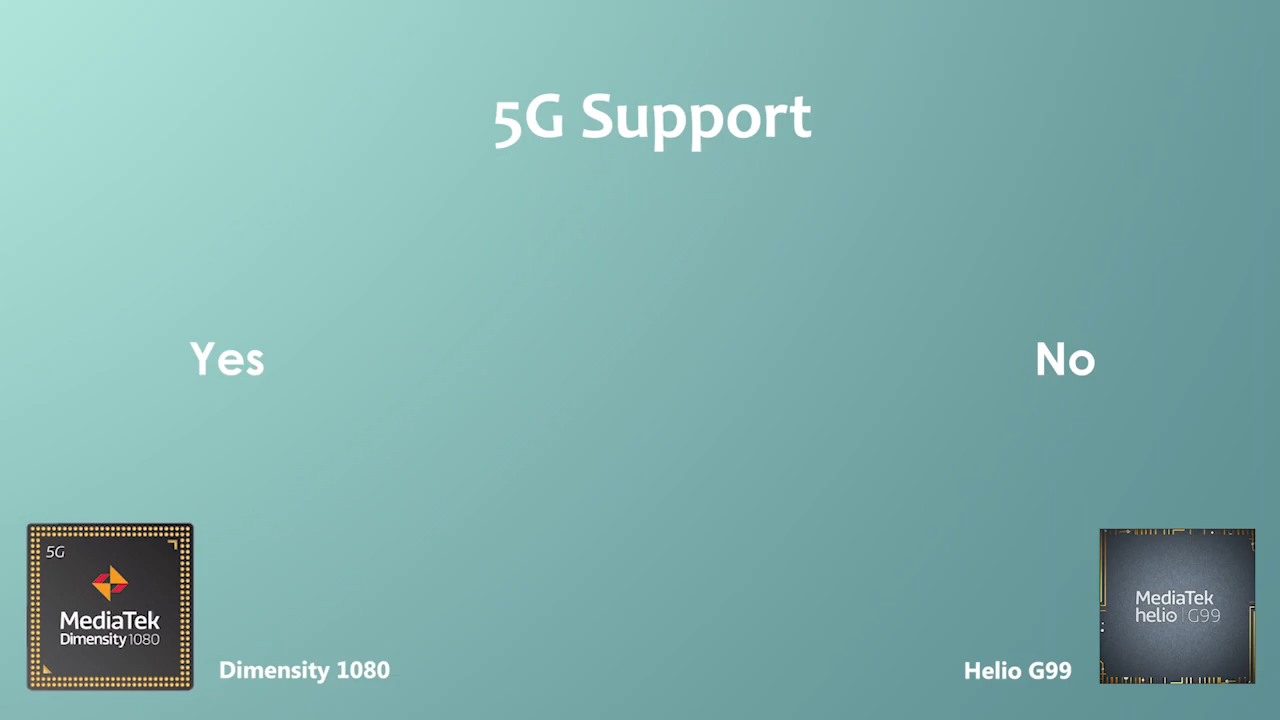 5G Support
Yes
No
5G
MediaTek
Dimensity 1080
Dimensity 1080
Helio G99
MediaTek
helio | G99